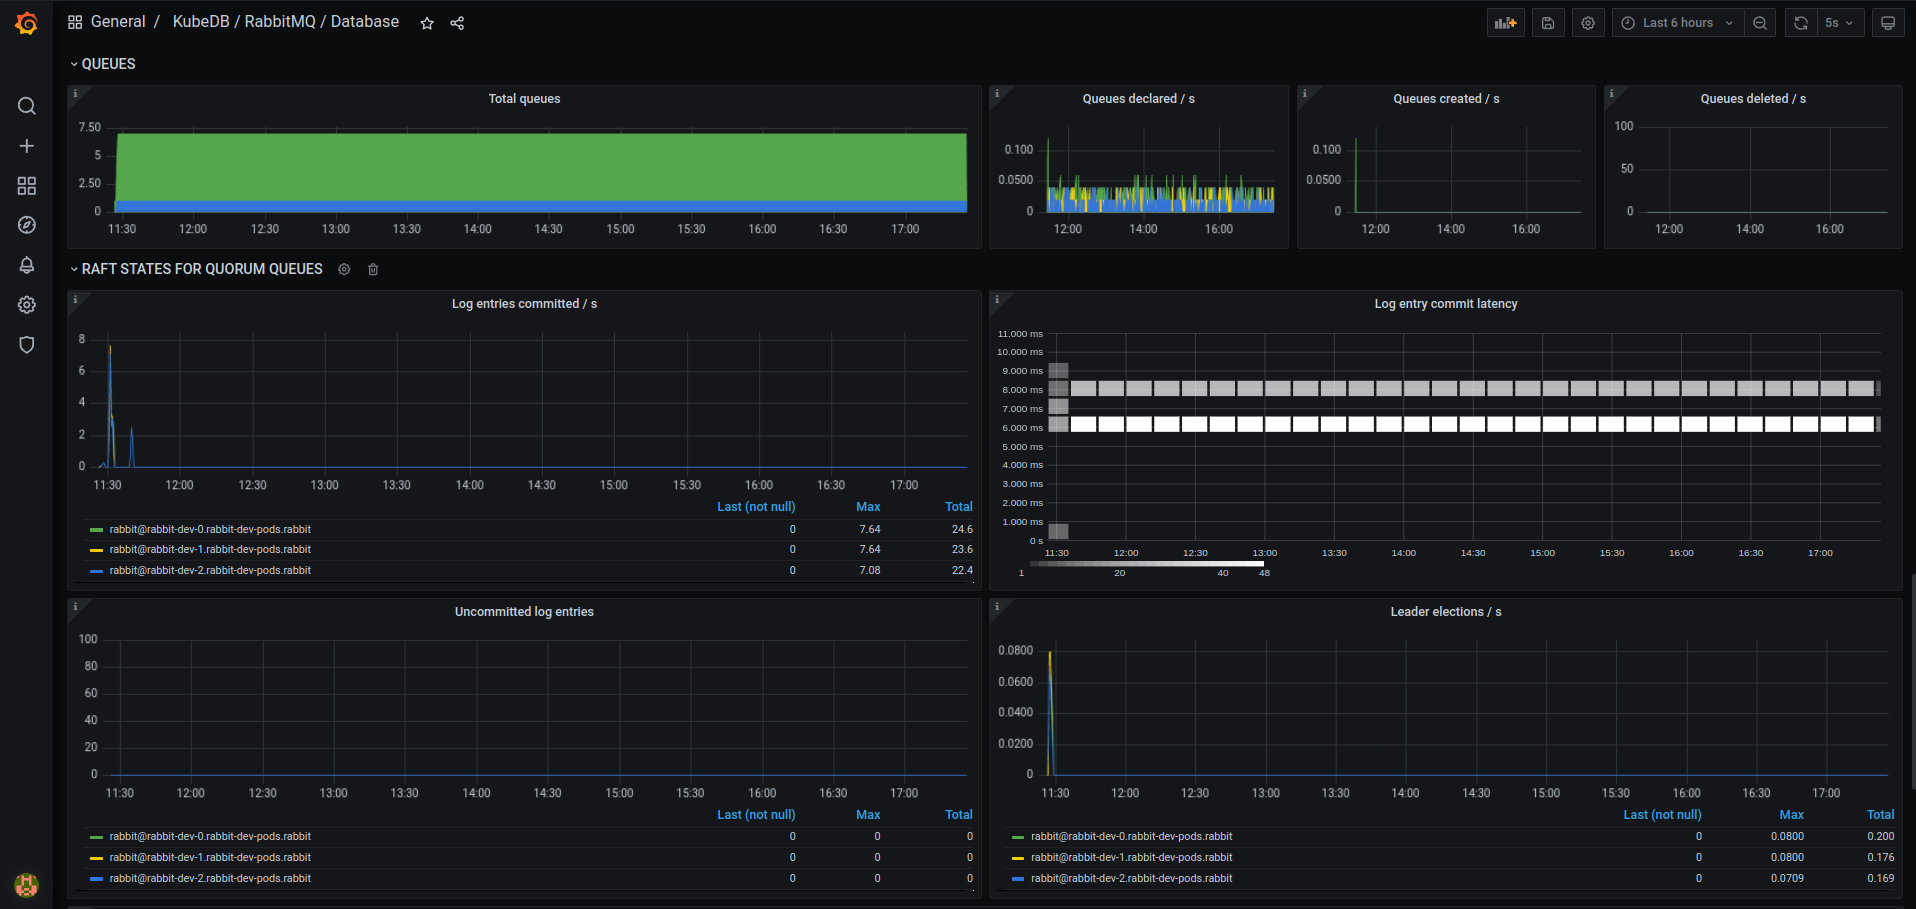 General / KubeDB / RabbitMQ / Database
Last 6 hours
5s
QUEUES
Total queues
7.50
5
2.50
0
11:30 12:00 12:30 13:00 13:30 14:00 14:30 15:00 15:30 16:00 16:30 17:00
Queues declared / s
0.100
0.0500
0
12:00 14:00 16:00
Queues created / s
0.100
0.0500
0
12:00 14:00 16:00
Queues deleted / s
100
50
0
12:00 14:00 16:00
RAFT STATES FOR QUORUM QUEUES
Log entries committed / s
8
6
4
2
0
11:30 12:00 12:30 13:00 13:30 14:00 14:30 15:00 15:30 16:00 16:30 17:00
Last (not null) Max Total
rabbit@rabbit-dev-0.rabbit-dev-pods.rabbit 0 7.64 24.6
rabbit@rabbit-dev-1.rabbit-dev-pods.rabbit 0 7.64 23.6
rabbit@rabbit-dev-2.rabbit-dev-pods.rabbit 0 7.08 22.4
Log entry commit latency
11.000 ms
10.000 ms
9.000 ms
8.000 ms
7.000 ms
6.000 ms
5.000 ms
4.000 ms
3.000 ms
2.000 ms
1.000 ms
0 s
11:30 12:00 12:30 13:00 13:30 14:00 14:30 15:00 15:30 16:00 16:30 17:00
1 20 40 48
Uncommitted log entries
100
80
60
40
20
0
11:30 12:00 12:30 13:00 13:30 14:00 14:30 15:00 15:30 16:00 16:30 17:00
Last (not null) Max Total
rabbit@rabbit-dev-0.rabbit-dev-pods.rabbit 0 0 0
rabbit@rabbit-dev-1.rabbit-dev-pods.rabbit 0 0 0
rabbit@rabbit-dev-2.rabbit-dev-pods.rabbit 0 0 0
Leader elections / s
0.0800
0.0600
0.0400
0.0200
0
11:30 12:00 12:30 13:00 13:30 14:00 14:30 15:00 15:30 16:00 16:30 17:00
Last (not null) Max Total
rabbit@rabbit-dev-0.rabbit-dev-pods.rabbit 0 0.0800 0.200
rabbit@rabbit-dev-1.rabbit-dev-pods.rabbit 0 0.0800 0.176
rabbit@rabbit-dev-2.rabbit-dev-pods.rabbit 0 0.0709 0.169